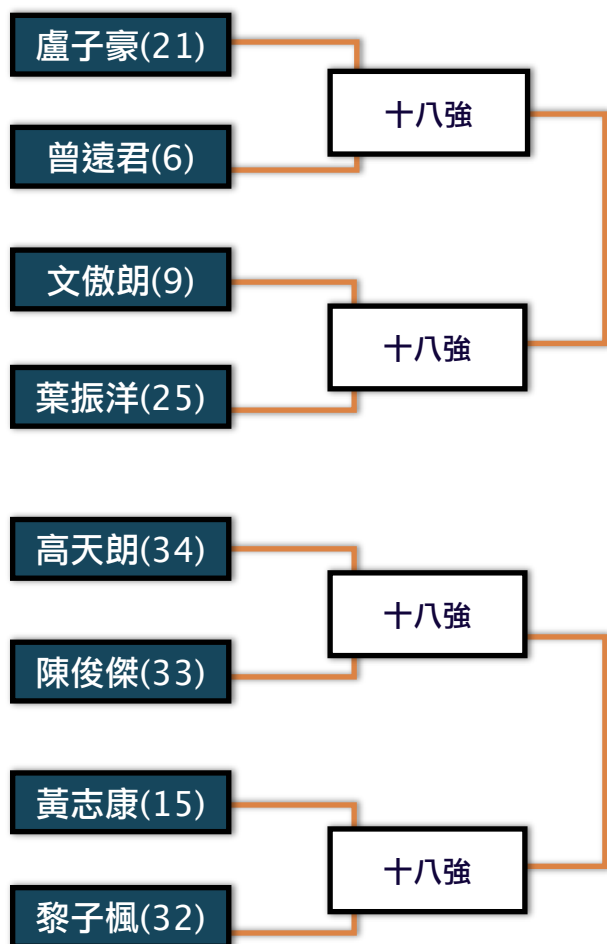 盧子豪(21)
十八強
曾遠君(6)
文傲朗(9)
十八強
葉振洋(25)
高天朗(34)
十八強
陳俊傑(33)
黃志康(15)
十八強
黎子楓(32)